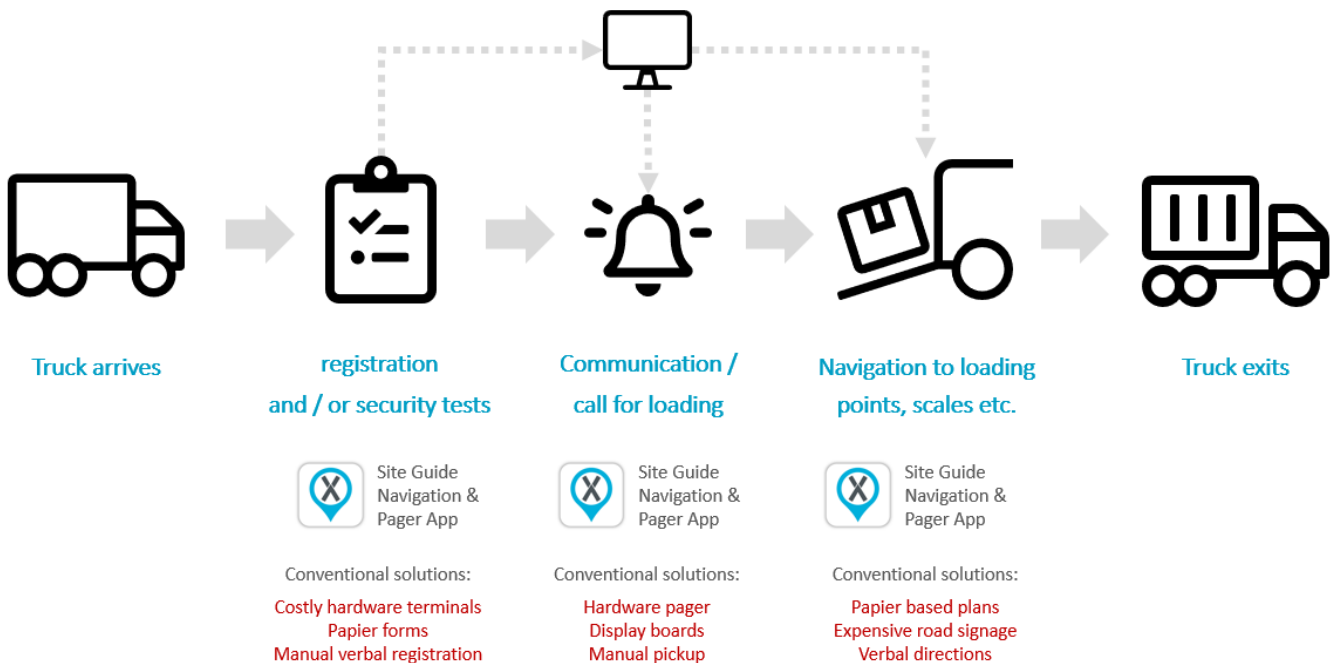 Truck arrives
registration
and / or security tests
Communication /
call for loading
Navigation to loading
points, scales etc.
Truck exits
Site Guide
Navigation &
Pager App
Site Guide
Navigation &
Pager App
Site Guide
Navigation &
Pager App
Conventional solutions:
Costly hardware terminals
Papier forms
Manual verbal registration
Conventional solutions:
Hardware pager
Display boards
Manual pickup
Conventional solutions:
Papier based plans
Expensive road signage
Verbal directions